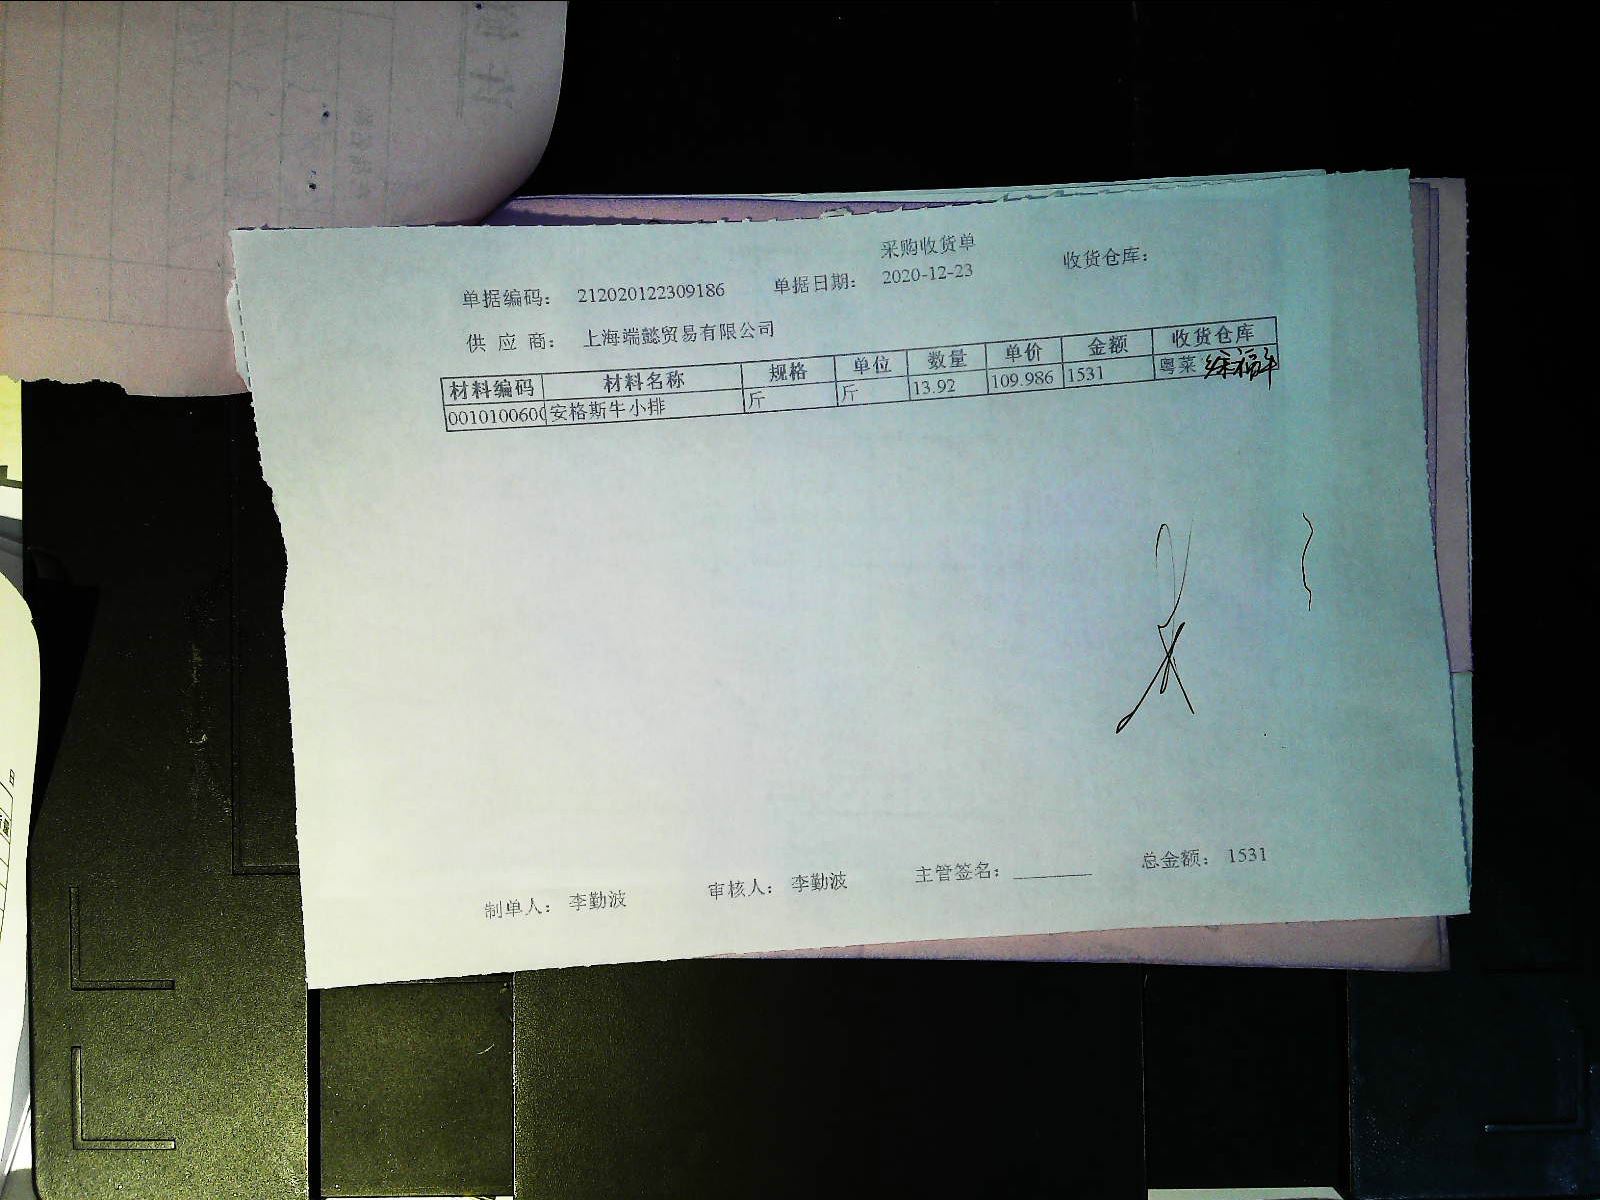 采购收货单
单据编码： 212020122309186 单据日期： 2020-12-23 收货仓库：
供 应 商： 上海端懿贸易有限公司
材料编码 材料名称 规格 单位 数量 单价 金额 收货仓库
0010100600 安格斯牛小排 斤 斤 13.92 109.986 1531 粤菜
制单人： 李勤波 审核人： 李勤波 主管签名： 总金额： 1531